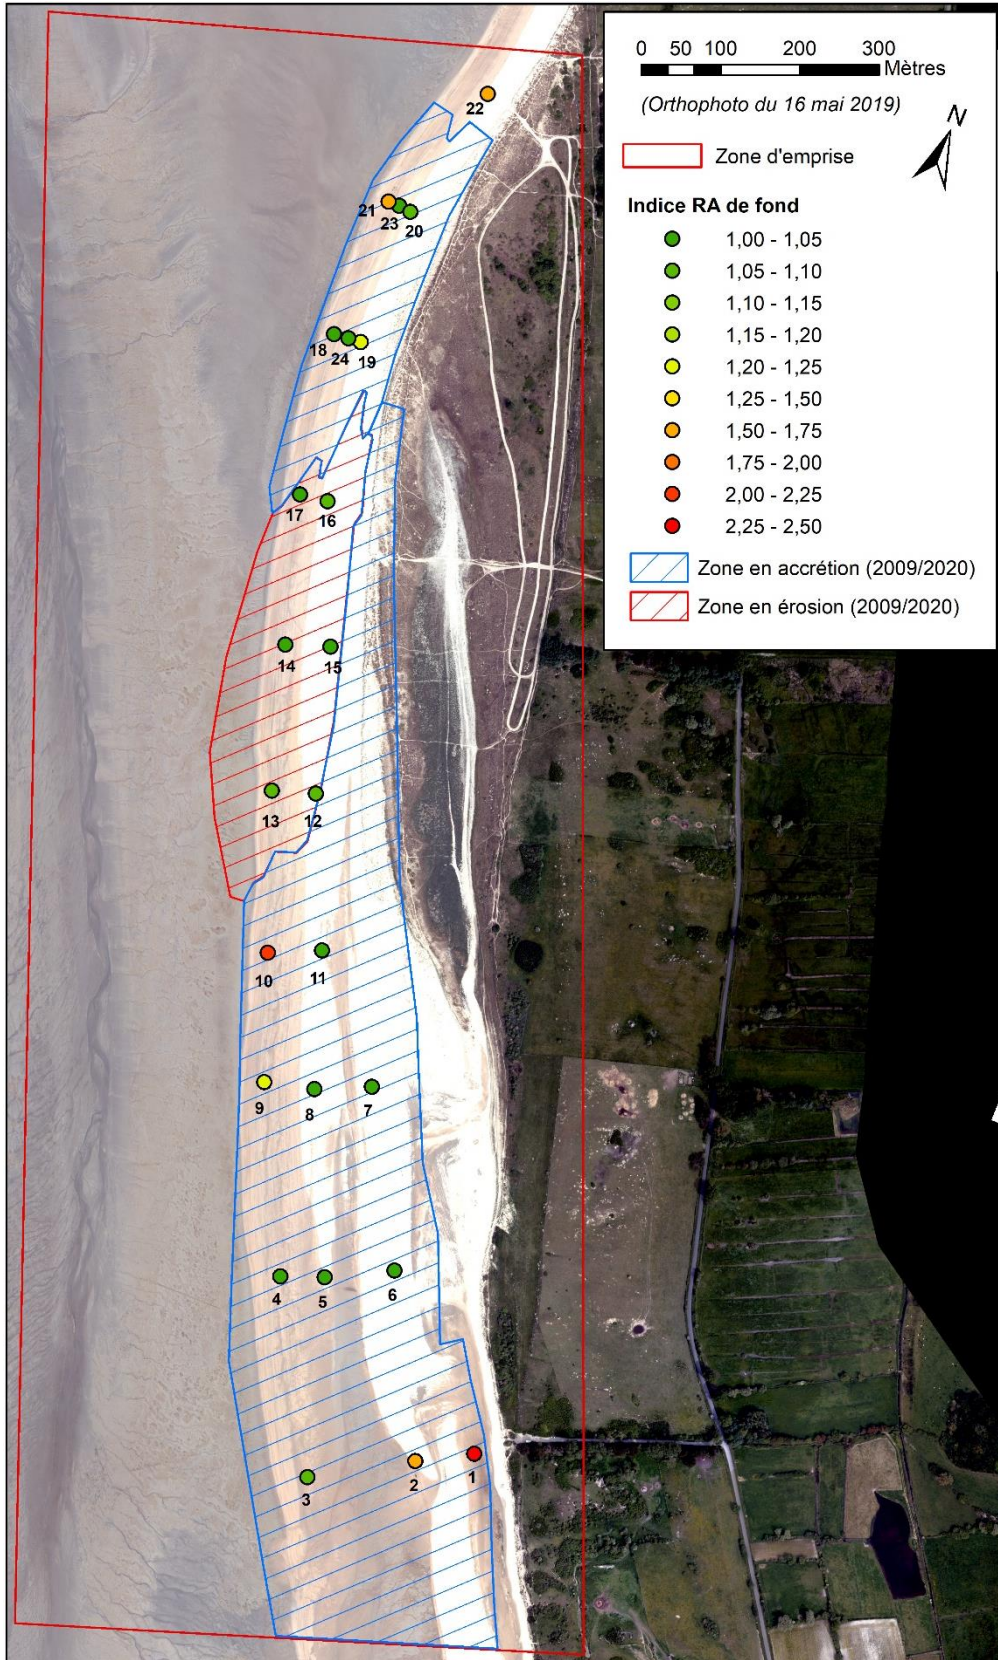 0 50 100 200 300
Mètres
(Orthophoto du 16 mai 2019)
N
Zone d'emprise
Indice RA de fond
1,00 - 1,05
1,05 - 1,10
1,10 - 1,15
1,15 - 1,20
1,20 - 1,25
1,25 - 1,50
1,50 - 1,75
1,75 - 2,00
2,00 - 2,25
2,25 - 2,50
Zone en accrétion (2009/2020)
Zone en érosion (2009/2020)
22
21
23
20
18
24
19
17
16
14
15
13
12
10
11
9
8
7
4
5
6
3
2
1